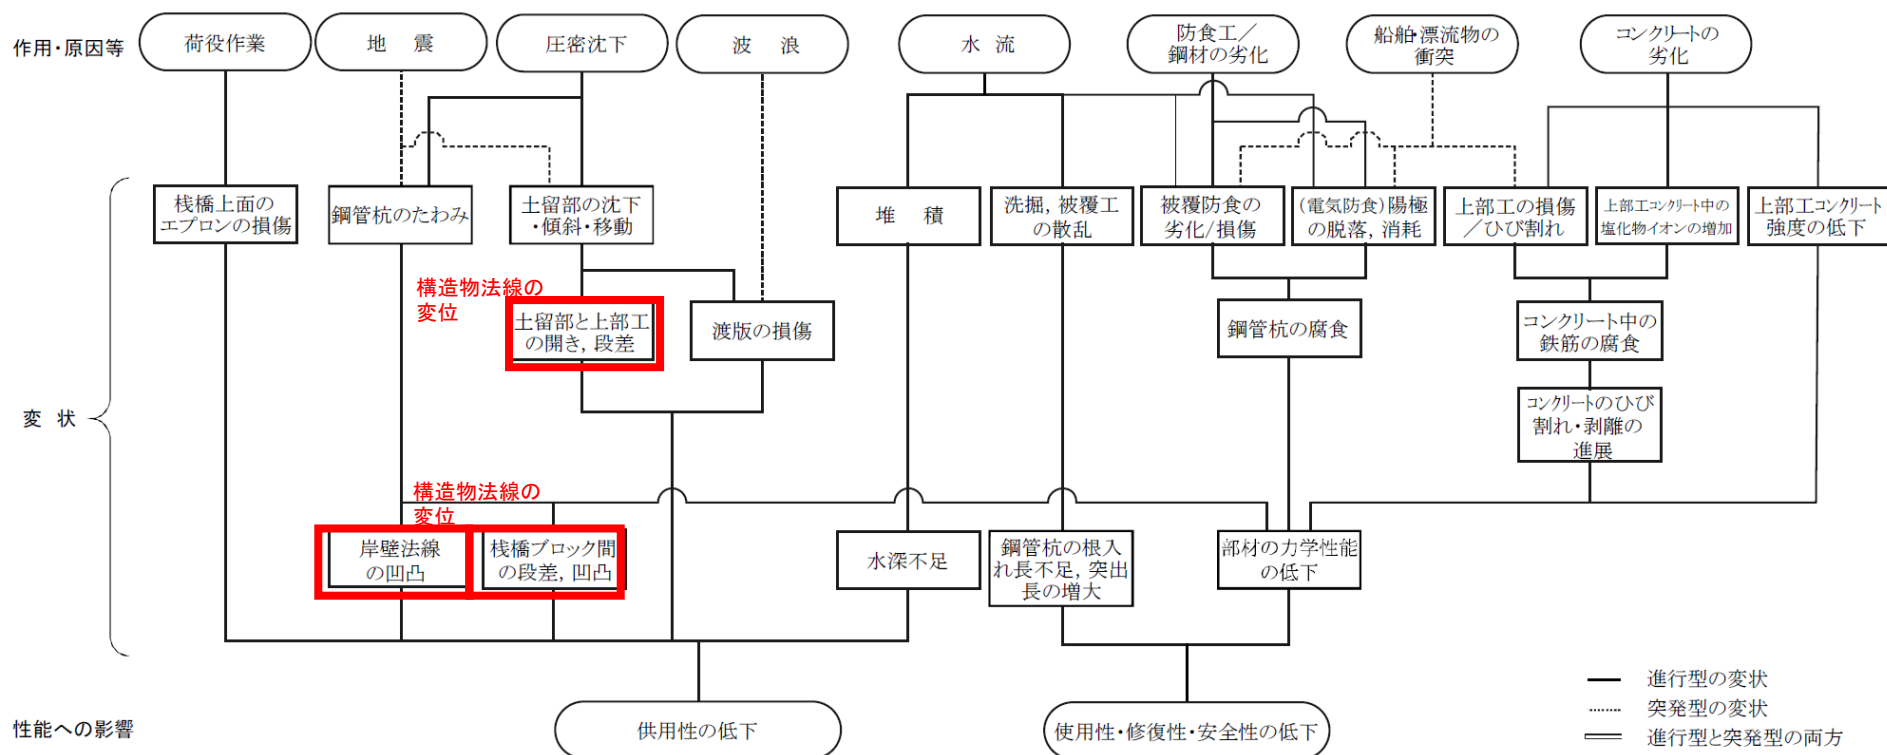 作用・原因等
荷役作業
地 震
圧密沈下
波 浪
水 流
防食工／
鋼材の劣化
船舶・漂流物の
衝突
コンクリートの
劣化
変 状
桟橋上面の
エプロンの損傷
鋼管杭のたわみ
土留部の沈下
・傾斜・移動
堆 積
洗掘，被覆工
の散乱
被覆防食の
劣化/損傷
(電気防食)陽極
の脱落，消耗
上部工の損傷
／ひび割れ
上部工コンクリート中の
塩化物イオンの増加
上部工コンクリート
強度の低下
構造物法線の
変位
土留部と上部工
の開き，段差
渡版の損傷
鋼管杭の腐食
コンクリート中の
鉄筋の腐食
コンクリートのひび
割れ・剥離の
進展
構造物法線の
変位
岸壁法線
の凹凸
桟橋ブロック間
の段差，凹凸
水深不足
鋼管杭の根入
れ長不足，突出
長の増大
部材の力学性能
の低下
性能への影響
供用性の低下
使用性・修復性・安全性の低下
進行型の変状
突発型の変状
進行型と突発型の両方